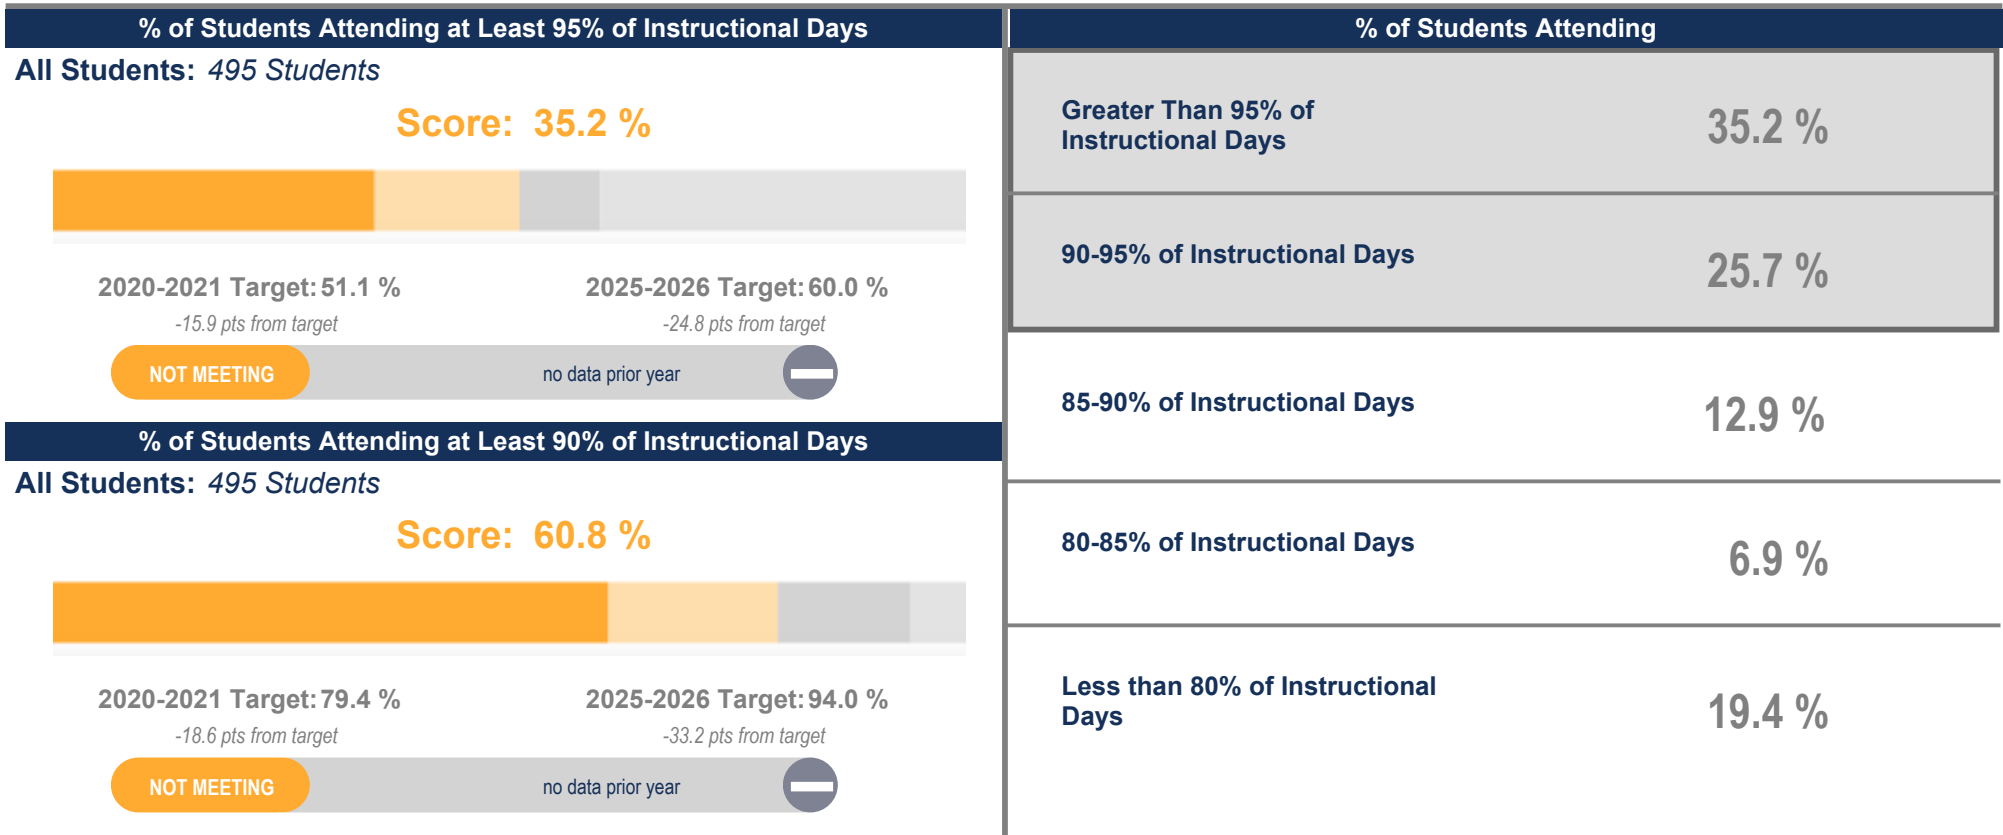 % of Students Attending at Least 95% of Instructional Days
All Students: 495 Students
Score: 35.2 %
2020-2021 Target: 51.1 %
-15.9 pts from target
2025-2026 Target: 60.0 %
-24.8 pts from target
NOT MEETING
no data prior year
% of Students Attending at Least 90% of Instructional Days
All Students: 495 Students
Score: 60.8 %
2020-2021 Target: 79.4 %
-18.6 pts from target
2025-2026 Target: 94.0 %
-33.2 pts from target
NOT MEETING
no data prior year
% of Students Attending
Greater Than 95% of
Instructional Days
35.2 %
90-95% of Instructional Days
25.7 %
85-90% of Instructional Days
12.9 %
80-85% of Instructional Days
6.9 %
Less than 80% of Instructional
Days
19.4 %